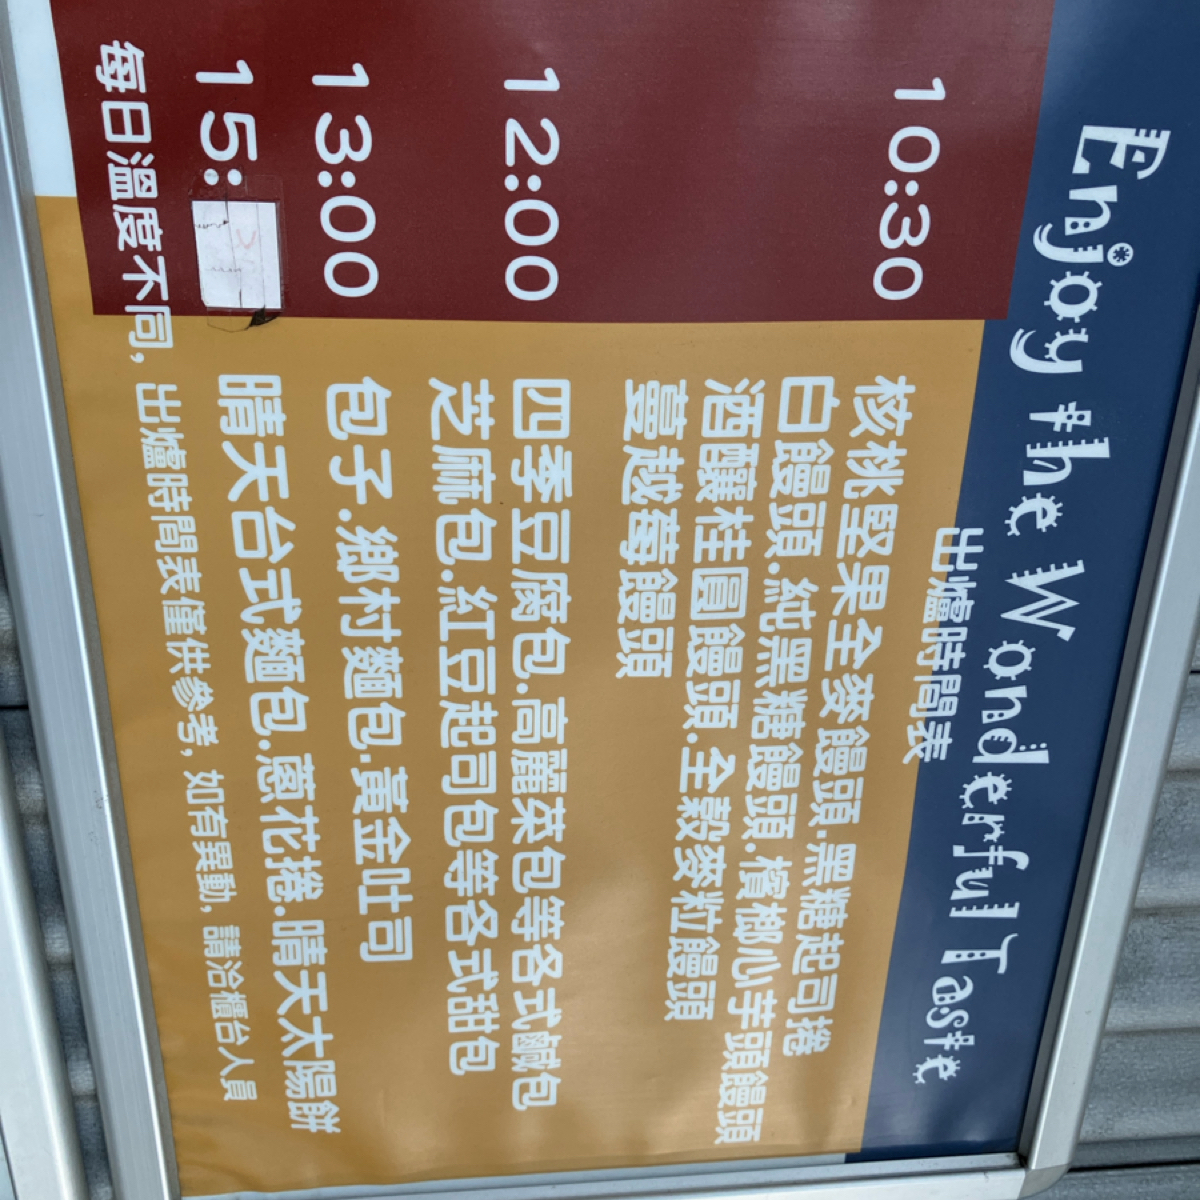 Enjoy the Wonderful Taste
出爐時間表
10:30
核桃堅果全麥饅頭.黑糖起司捲
白饅頭.純黑糖饅頭.檳榔心芋頭饅頭
酒釀桂圓饅頭.全穀麥粒饅頭
蔓越莓饅頭
12:00
四季豆腐包.高麗菜包等各式鹹包
芝麻包.紅豆起司包等各式甜包
13:00
包子.鄉村麵包.黃金吐司
15:
晴天台式麵包.蔥花捲.晴天太陽餅
每日溫度不同，出爐時間表僅供參考，如有異動，請洽櫃台人員